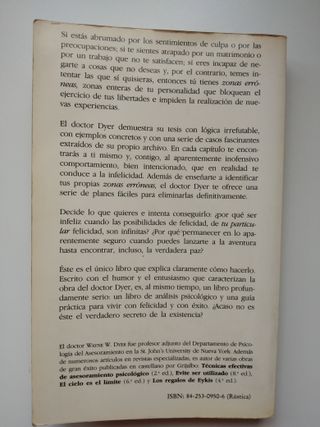 Si estás abrumado por los sentimientos de culpa o por las
preocupaciones; si te sientes atrapado por un matrimonio o
por un trabajo que no te satisfacen; si eres incapaz de ne-
garte a cosas que no deseas y, por el contrario, temes in-
tentar las que sí quisieras, entonces tú tienes zonas erró-
neas, zonas enteras de tu personalidad que bloquean el
ejercicio de tus libertades e impiden la realización de nue-
vas experiencias.
El doctor Dyer demuestra su tesis con lógica irrefutable,
con ejemplos concretos y con una serie de casos fascinantes
extraídos de su propio archivo. En cada capítulo te encon-
trarás a ti mismo y, contigo, al aparentemente inofensivo
comportamiento, bien intencionado, que en realidad te
conduce a la infelicidad. Además de enseñarte a identificar
tus propias zonas erróneas, el doctor Dyer te ofrece una
serie de planes fáciles para eliminarlas definitivamente.
Decide lo que quieres e intenta conseguirlo: ¿por qué ser
infeliz cuando las posibilidades de felicidad, de tu particu-
lar felicidad, son infinitas? ¿Por qué permanecer en lo apa-
rentemente seguro cuando puedes lanzarte a la aventura
hasta encontrar, incluso, la verdadera paz?
Éste es el único libro que explica claramente cómo hacerlo.
Escrito con el humor y el entusiasmo que caracterizan la
obra del doctor Dyer, es, al mismo tiempo, un libro profun-
damente serio: un libro de análisis psicológico y una guía
práctica para vivir con felicidad y con éxito. ¿Acaso no es
éste el verdadero secreto de la existencia?
El doctor WAYNE W. DYER fue profesor adjunto del Departamento de Psico-
logía del Asesoramiento en la St. John's University de Nueva York. Además
de numerosos artículos en revistas especializadas, es autor de varias obras
de gran éxito publicadas en castellano por Grijalbo: Técnicas efectivas
de asesoramiento psicológico (2.ª ed.), Evite ser utilizado (8.ª ed.),
El cielo es el límite (6.ª ed.) y Los regalos de Eykis (4.ª ed.).
ISBN: 84-253-0950-6 (Rústica)